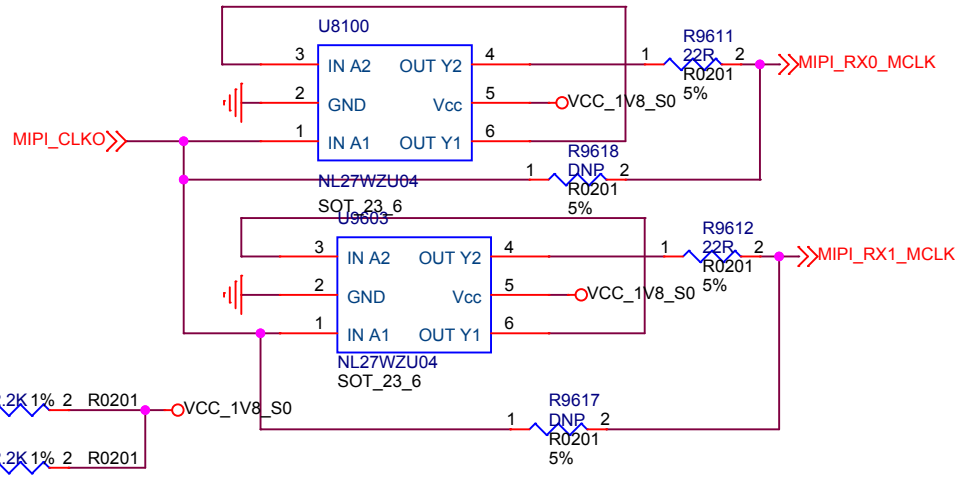 U8100
3 IN A2 OUT Y2 4
2 GND Vcc 5 VCC_1V8_S0
1 IN A1 OUT Y1 6
MIPI_CLKO
NL27WZU04
SOT_23_6
R9611
1 22R 2
R0201
5%
MIPI_RX0_MCLK
R9618
1 DNP 2
R0201
5%
U9603
3 IN A2 OUT Y2 4
2 GND Vcc 5 VCC_1V8_S0
1 IN A1 OUT Y1 6
NL27WZU04
SOT_23_6
R9612
1 22R 2
R0201
5%
MIPI_RX1_MCLK
R9617
1 DNP 2
R0201
5%
.2K 1% 2 R0201 VCC_1V8_S0
.2K 1% 2 R0201